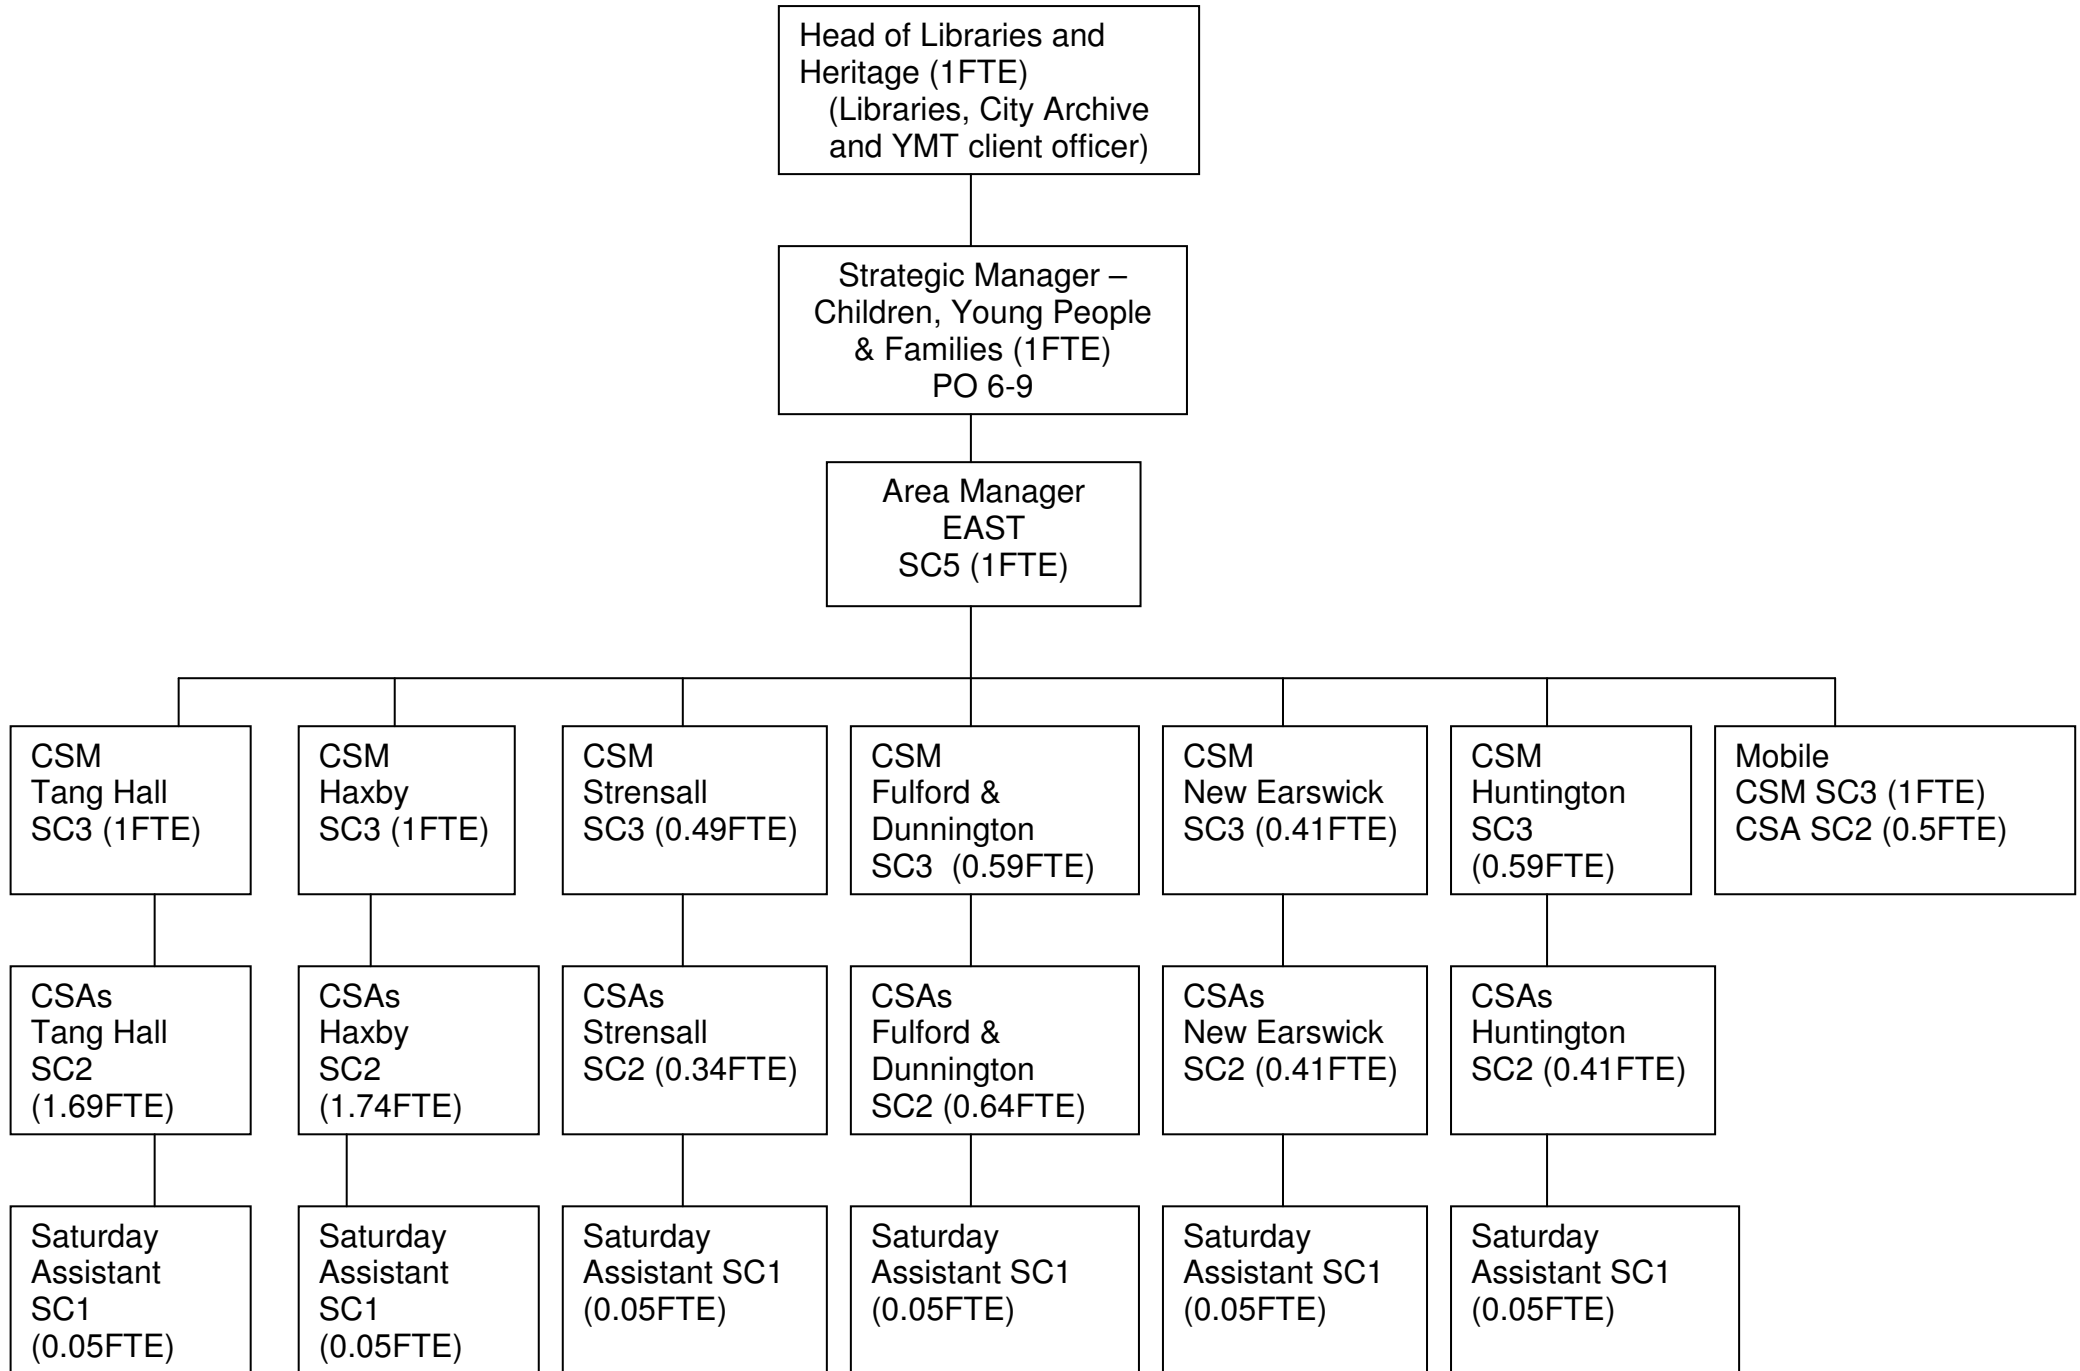 Head of Libraries and
Heritage (1FTE)
(Libraries, City Archive
and YMT client officer)
Strategic Manager –
Children, Young People
& Families (1FTE)
PO 6-9
Area Manager
EAST
SC5 (1FTE)
CSM
Tang Hall
SC3 (1FTE)
CSM
Haxby
SC3 (1FTE)
CSM
Strensall
SC3 (0.49FTE)
CSM
Fulford &
Dunnington
SC3 (0.59FTE)
CSM
New Earswick
SC3 (0.41FTE)
CSM
Huntington
SC3
(0.59FTE)
Mobile
CSM SC3 (1FTE)
CSA SC2 (0.5FTE)
CSAs
Tang Hall
SC2
(1.69FTE)
CSAs
Haxby
SC2
(1.74FTE)
CSAs
Strensall
SC2 (0.34FTE)
CSAs
Fulford &
Dunnington
SC2 (0.64FTE)
CSAs
New Earswick
SC2 (0.41FTE)
CSAs
Huntington
SC2 (0.41FTE)
Saturday
Assistant
SC1
(0.05FTE)
Saturday
Assistant
SC1
(0.05FTE)
Saturday
Assistant SC1
(0.05FTE)
Saturday
Assistant SC1
(0.05FTE)
Saturday
Assistant SC1
(0.05FTE)
Saturday
Assistant SC1
(0.05FTE)